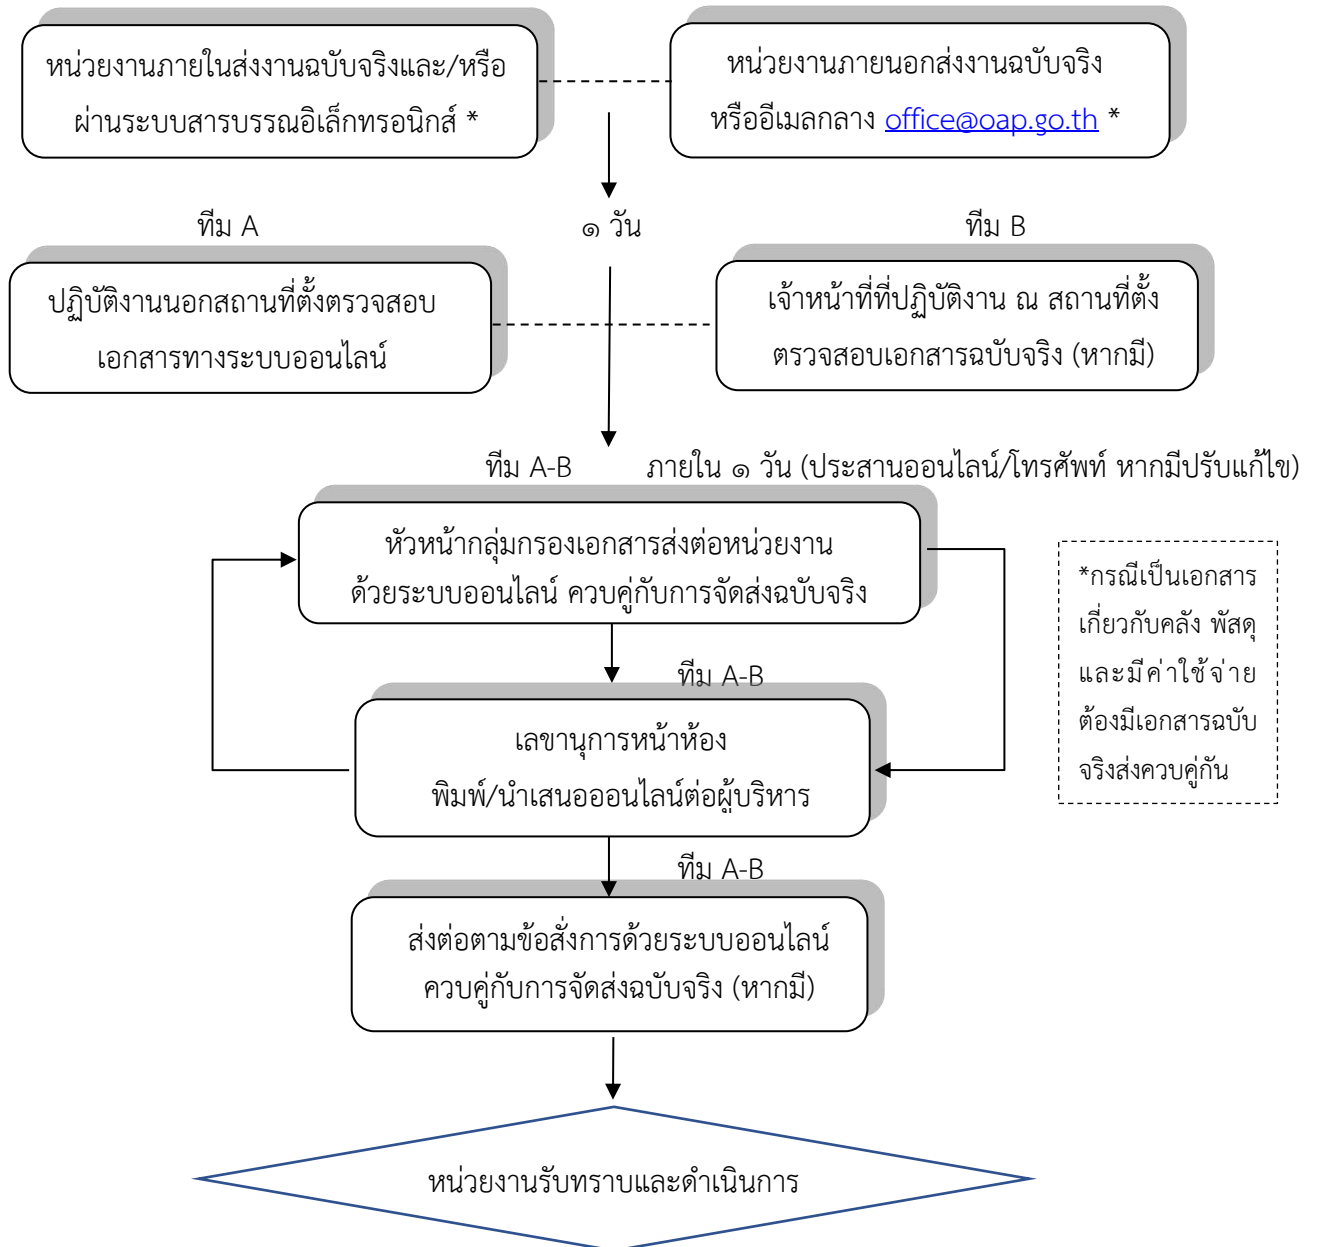 หน่วยงานภายในส่งงานฉบับจริงและ/หรือ
ผ่านระบบสารบรรณอิเล็กทรอนิกส์ *
หน่วยงานภายนอกส่งงานฉบับจริง
หรืออีเมลกลาง office@oap.go.th *
ทีม A
๑ วัน
ทีม B
ปฏิบัติงานนอกสถานที่ตั้งตรวจสอบ
เอกสารทางระบบออนไลน์
เจ้าหน้าที่ที่ปฏิบัติงาน ณ สถานที่ตั้ง
ตรวจสอบเอกสารฉบับจริง (หากมี)
ทีม A-B ภายใน ๑ วัน (ประสานออนไลน์/โทรศัพท์ หากมีปรับแก้ไข)
หัวหน้ากลุ่มกรองเอกสารส่งต่อหน่วยงาน
ด้วยระบบออนไลน์ ควบคู่กับการจัดส่งฉบับจริง
*กรณีเป็นเอกสาร
เกี่ยวกับคลัง พัสดุ
และมีค่าใช้จ่าย
ต้องมีเอกสารฉบับ
จริงส่งควบคู่กัน
ทีม A-B
เลขานุการหน้าห้อง
พิมพ์/นำเสนอออนไลน์ต่อผู้บริหาร
ทีม A-B
ส่งต่อตามข้อสั่งการด้วยระบบออนไลน์
ควบคู่กับการจัดส่งฉบับจริง (หากมี)
หน่วยงานรับทราบและดำเนินการ